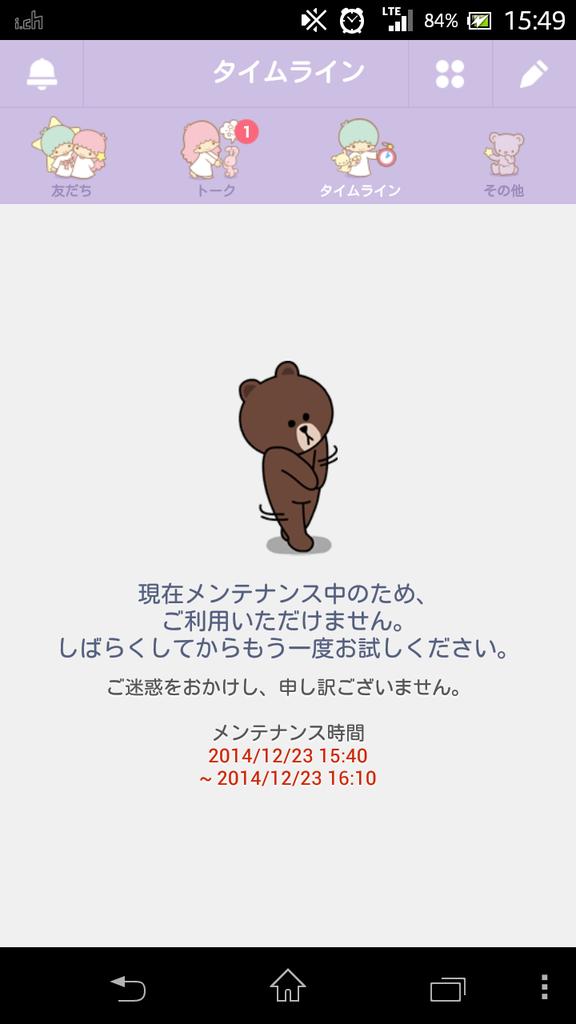 i.ch
LTE
84%
15:49
タイムライン
1
友だち
トーク
タイムライン
その他
現在メンテナンス中のため、
ご利用いただけません。
しばらくしてからもう一度お試しください。
ご迷惑をおかけし、申し訳ございません。
メンテナンス時間
2014/12/23 15:40
~ 2014/12/23 16:10